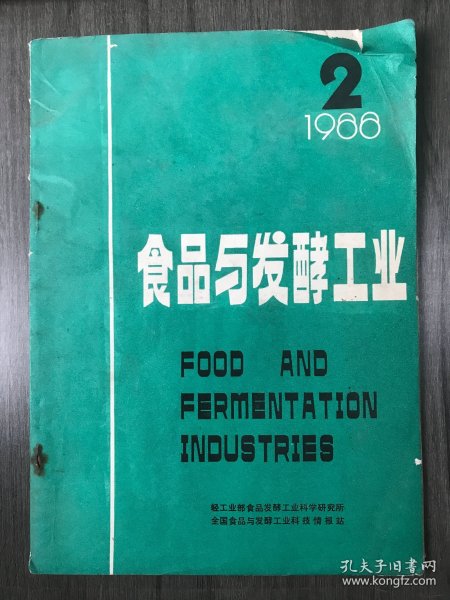 2
1988
食品与发酵工业
FOOD AND
FERMENTATION
INDUSTRIES
轻工业部食品发酵工业科学研究所
全国食品与发酵工业科技情报站
孔夫子旧书网
www.kongfz.com